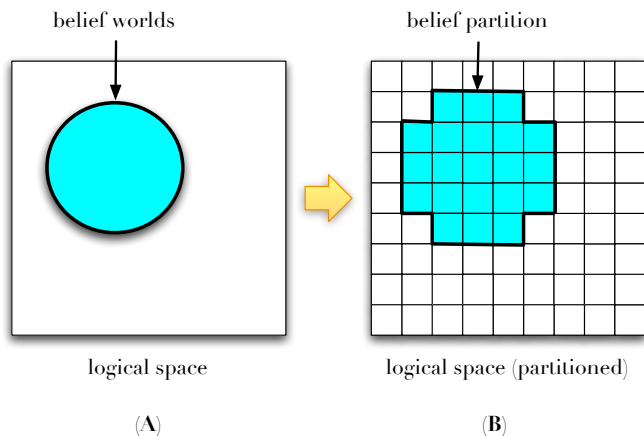 belief worlds
belief partition
logical space
logical space (partitioned)
(A)
(B)